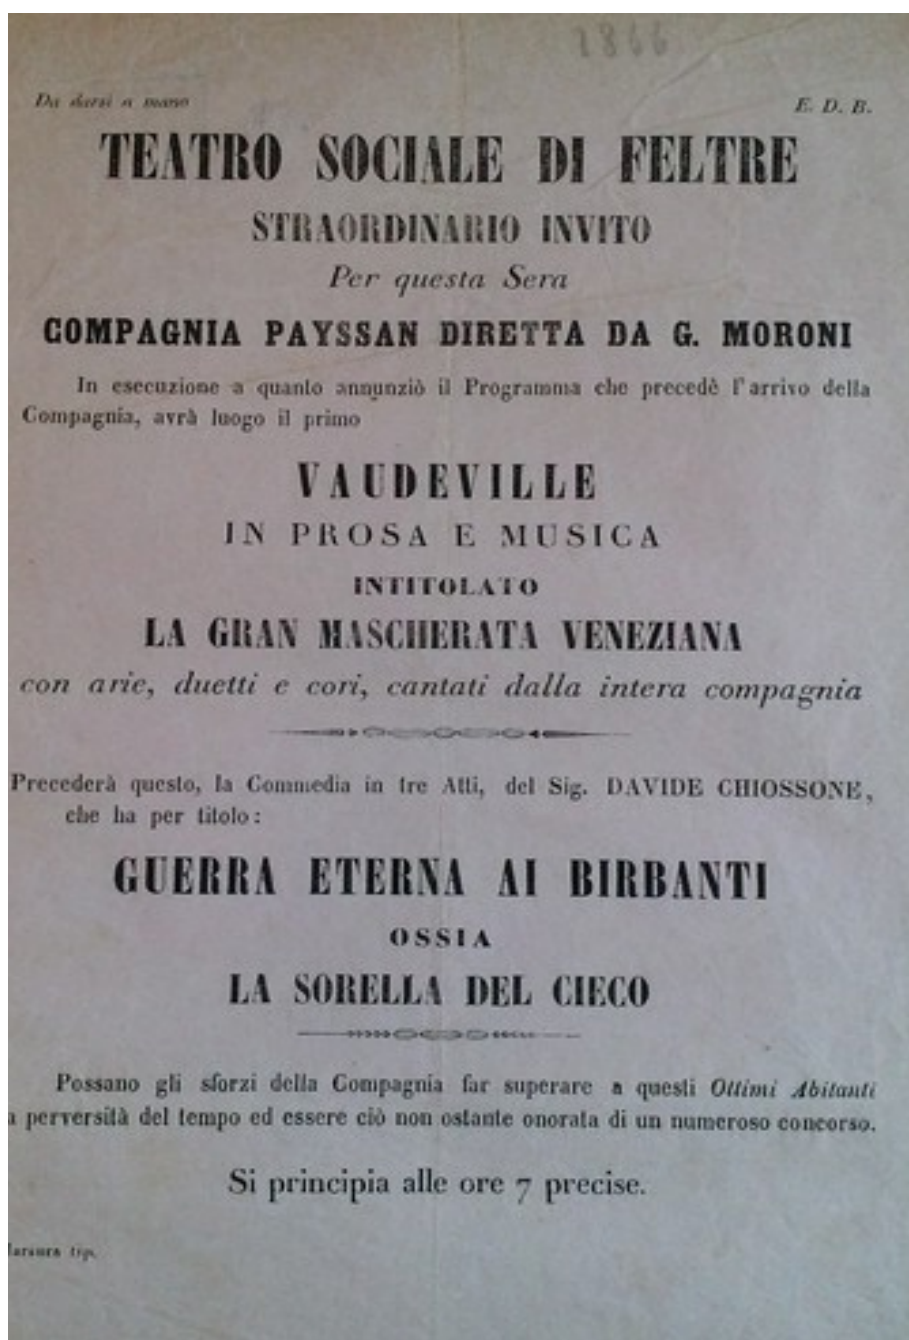 1866
Da darsi a mano
E. D. B.
TEATRO SOCIALE DI FELTRE
STRAORDINARIO INVITO
Per questa Sera
COMPAGNIA PAYSSAN DIRETTA DA G. MORONI
In esecuzione a quanto annunziò il Programma che precedè l'arrivo della
Compagnia, avrà luogo il primo
VAUDEVILLE
IN PROSA E MUSICA
INTITOLATO
LA GRAN MASCHERATA VENEZIANA
con arie, duetti e cori, cantati dalla intera compagnia
Precederà questo, la Commedia in tre Atti, del Sig. DAVIDE CHIOSSONE,
che ha per titolo:
GUERRA ETERNA AI BIRBANTI
OSSIA
LA SORELLA DEL CIECO
Possano gli sforzi della Compagnia far superare a questi Ottimi Abitanti
a perversità del tempo ed essere ciò non ostante onorata di un numeroso concorso.
Si principia alle ore 7 precise.
tip.